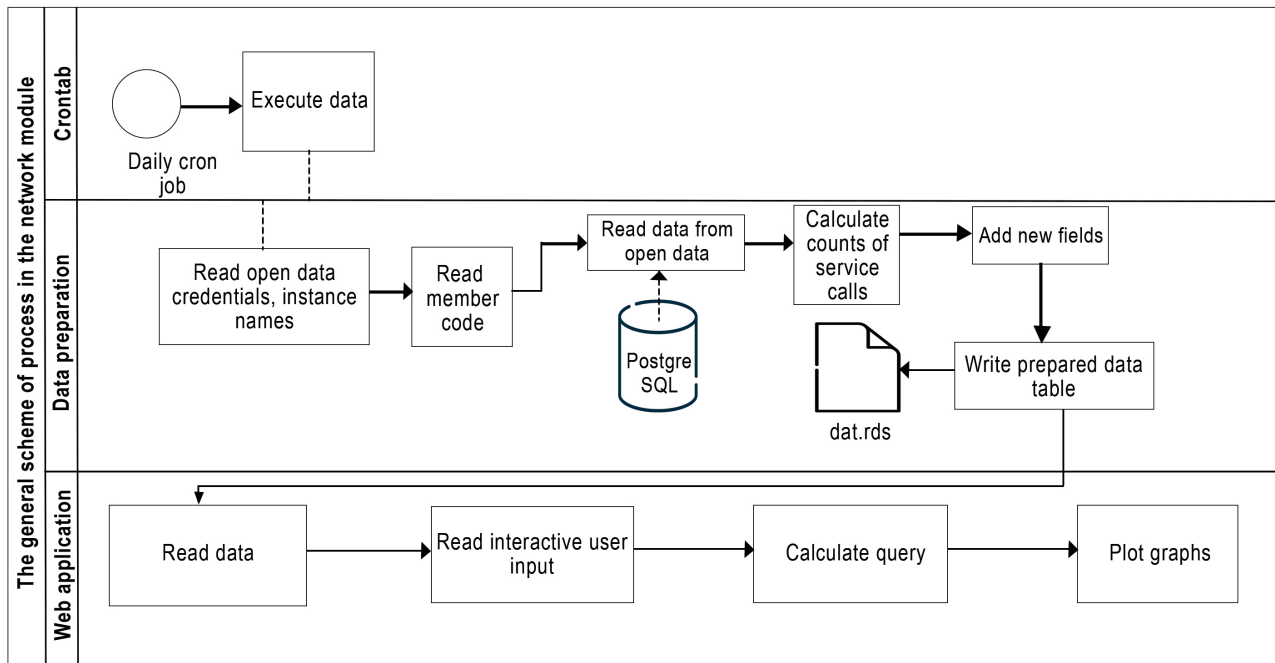 The general scheme of process in the network module
Crontab
Daily cron
job
Execute data
Data preparation
Read open data
credentials, instance
names
Read
member
code
Read data from
open data
Postgre
SQL
Calculate
counts of
service
calls
Add new fields
Write prepared data
table
dat.rds
Web application
Read data
Read interactive user
input
Calculate query
Plot graphs